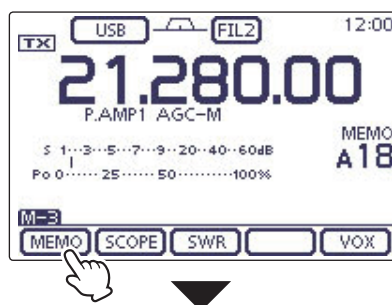 USB FIL2 12:00
TX
21.280.00
P.AMP1 AGC-M
MEMO
A18
S 1···3···5···7···9··20··40··60dB
Po 0······25······50············100%
M-3
MEMO SCOPE SWR VOX